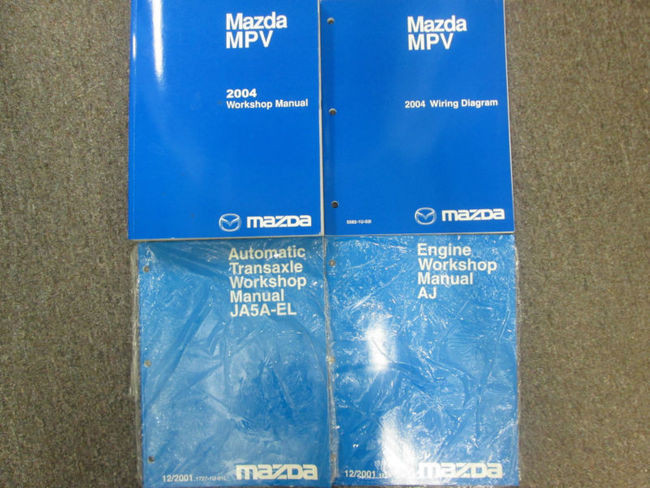 Mazda
MPV
2004
Workshop Manual
mazda
Mazda
MPV
2004 Wiring Diagram
mazda
Automatic
Transaxle
Workshop
Manual
JA5A-EL
12/2001
mazda
Engine
Workshop
Manual
AJ
12/2001
mazda